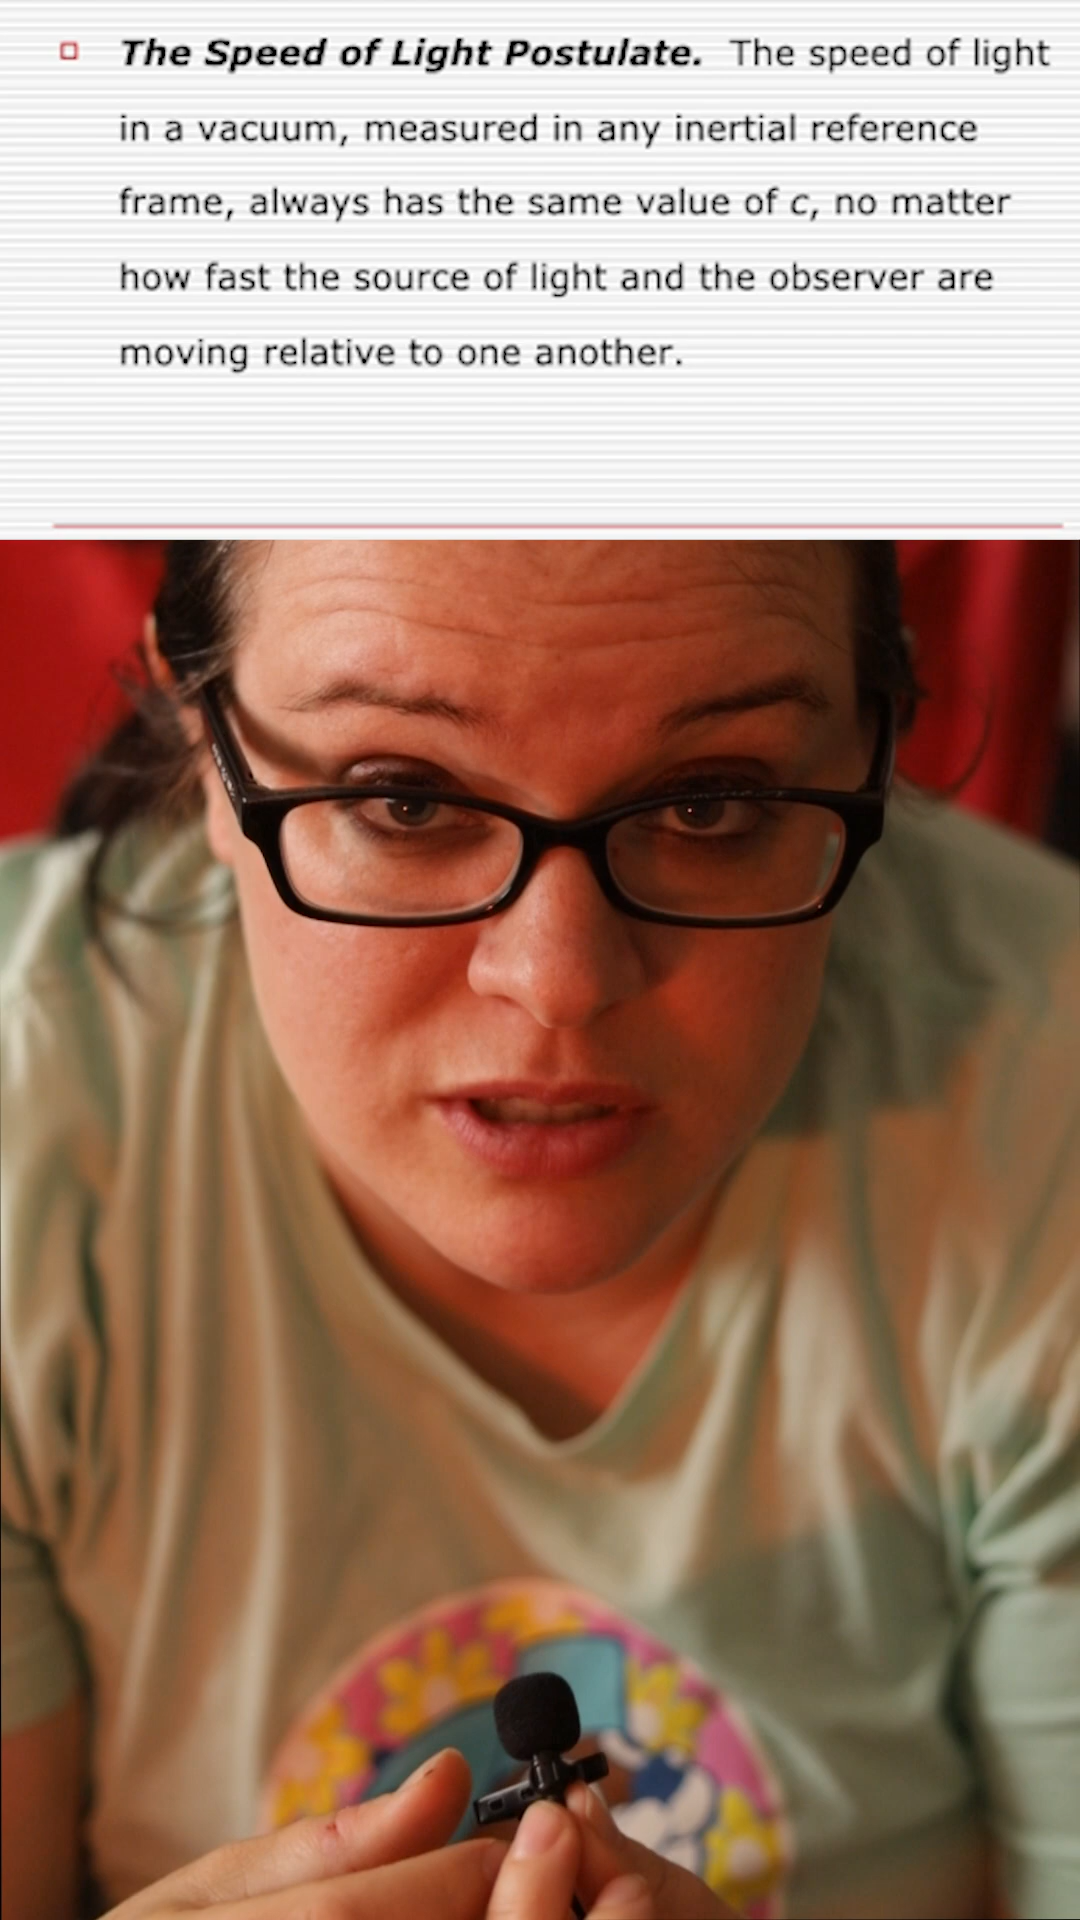 The Speed of Light Postulate. The speed of light
in a vacuum, measured in any inertial reference
frame, always has the same value of c, no matter
how fast the source of light and the observer are
moving relative to one another.